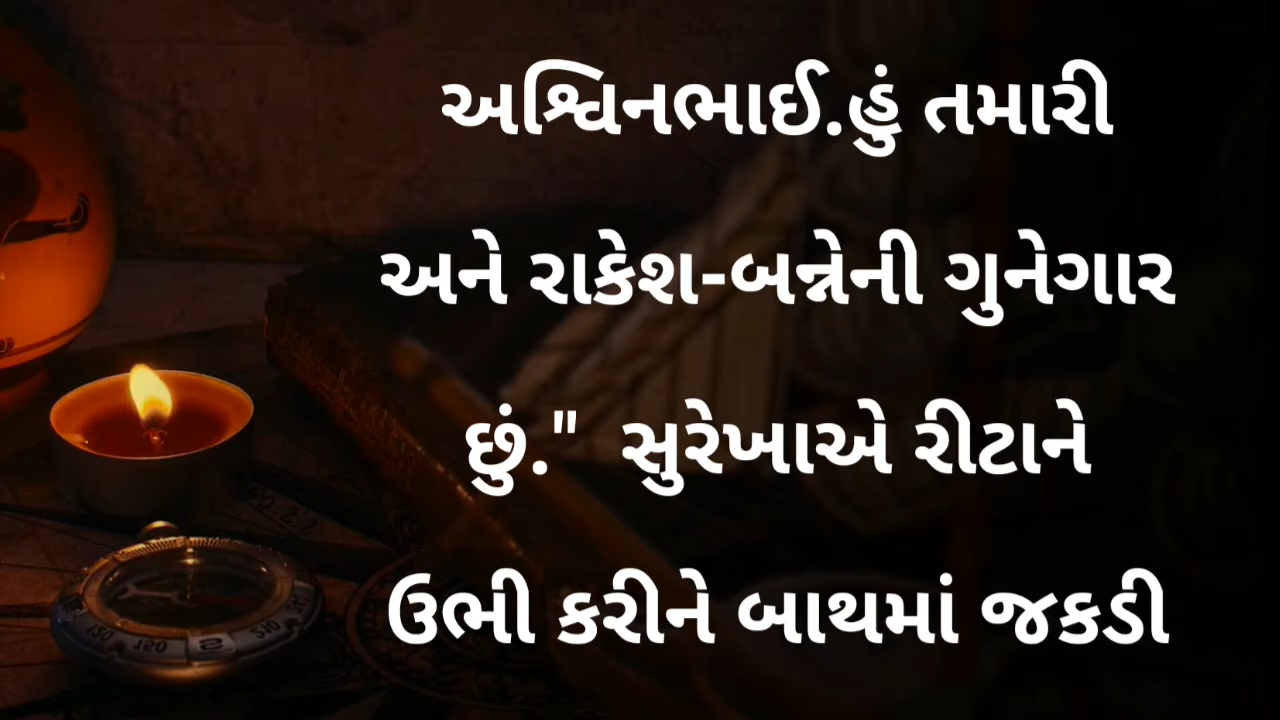 અશ્વિનભાઈ.હું તમારી
અને રાકેશ-બન્નેની ગુનેગાર
છું." સુરેખાએ રીટાને
ઉભી કરીને બાથમાં જકડી